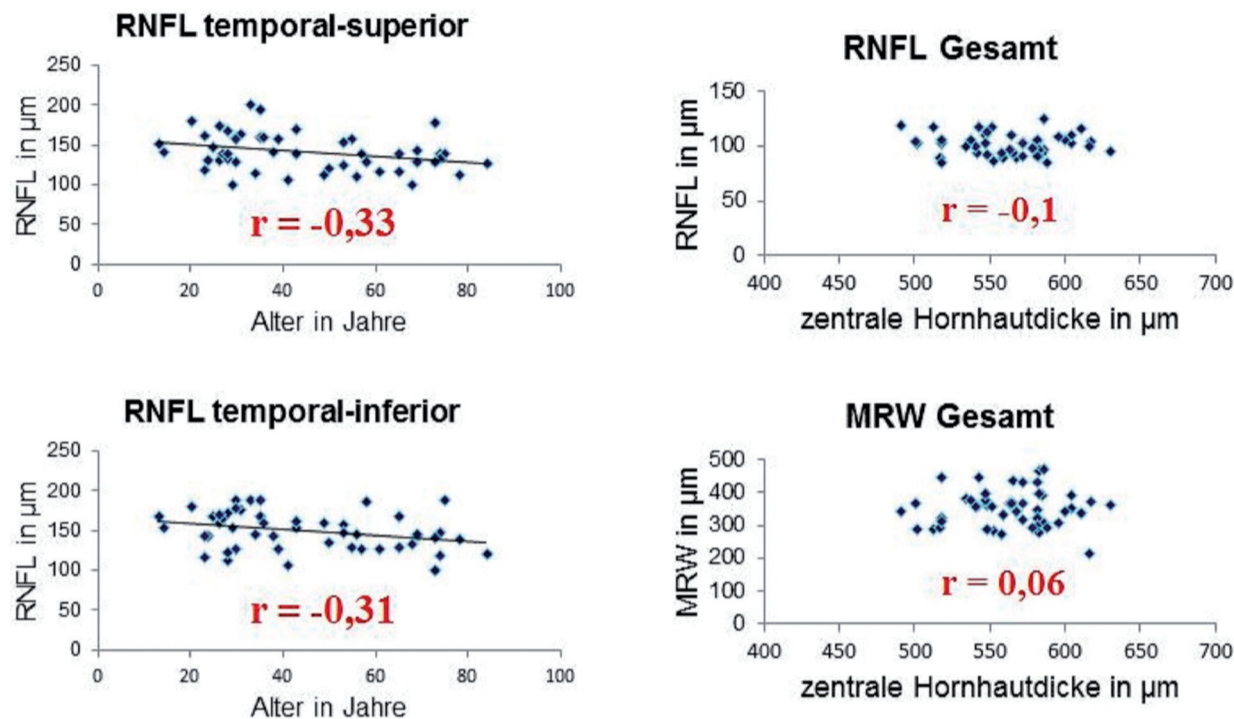 RNFL temporal-superior
RNFL in µm
250
200
150
100
50
0
r = -0,33
0 20 40 60 80 100
Alter in Jahre
RNFL Gesamt
RNFL in µm
150
100
50
0
r = -0,1
400 450 500 550 600 650 700
zentrale Hornhautdicke in µm
RNFL temporal-inferior
RNFL in µm
250
200
150
100
50
0
r = -0,31
0 20 40 60 80 100
Alter in Jahre
MRW Gesamt
MRW in µm
500
400
300
200
100
0
r = 0,06
400 450 500 550 600 650 700
zentrale Hornhautdicke in µm